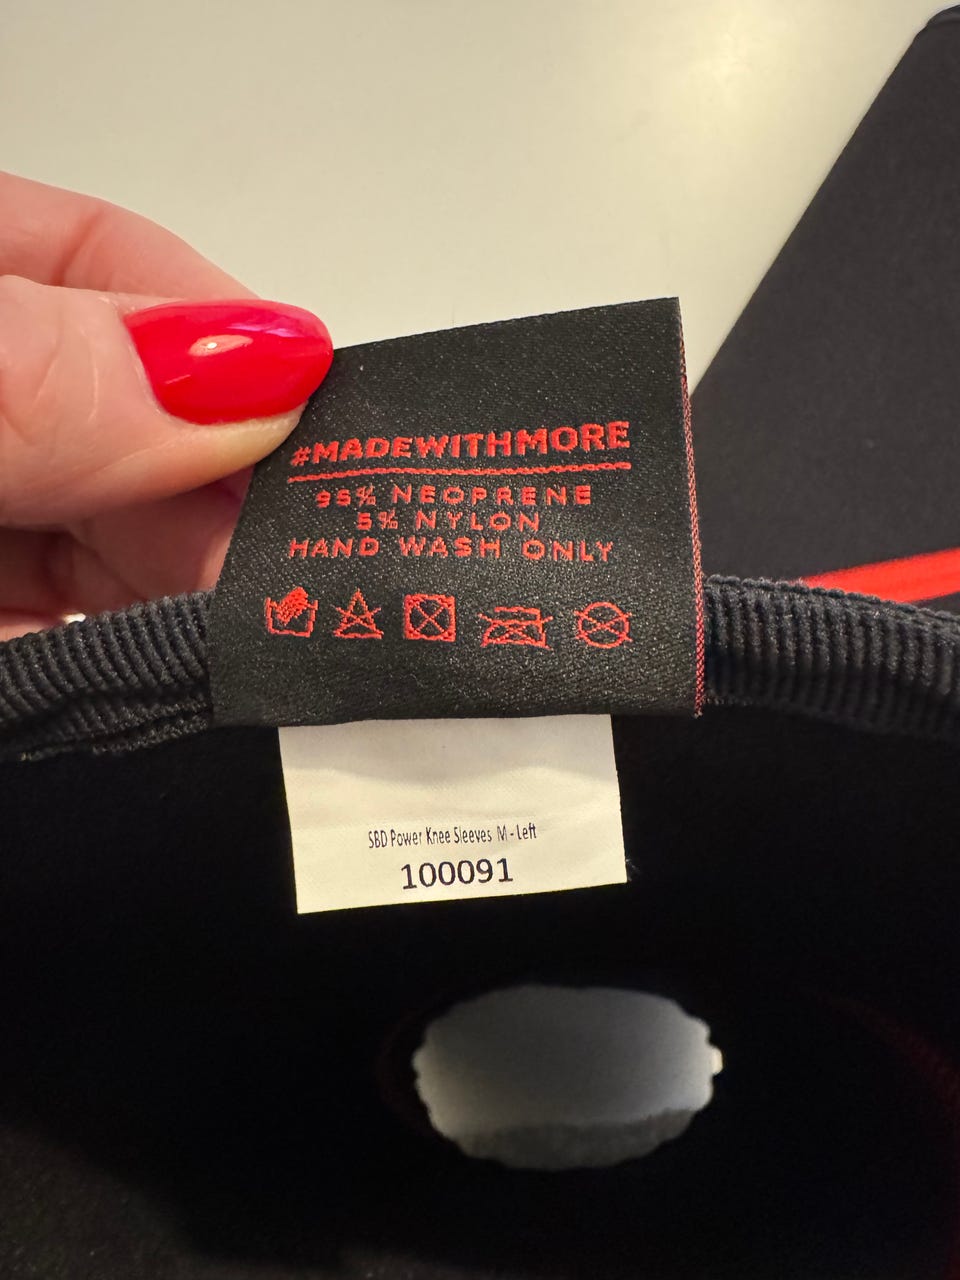 #MADEWITHMORE
95% NEOPRENE
5% NYLON
HAND WASH ONLY
SBD Power Knee Sleeves M - Left
100091